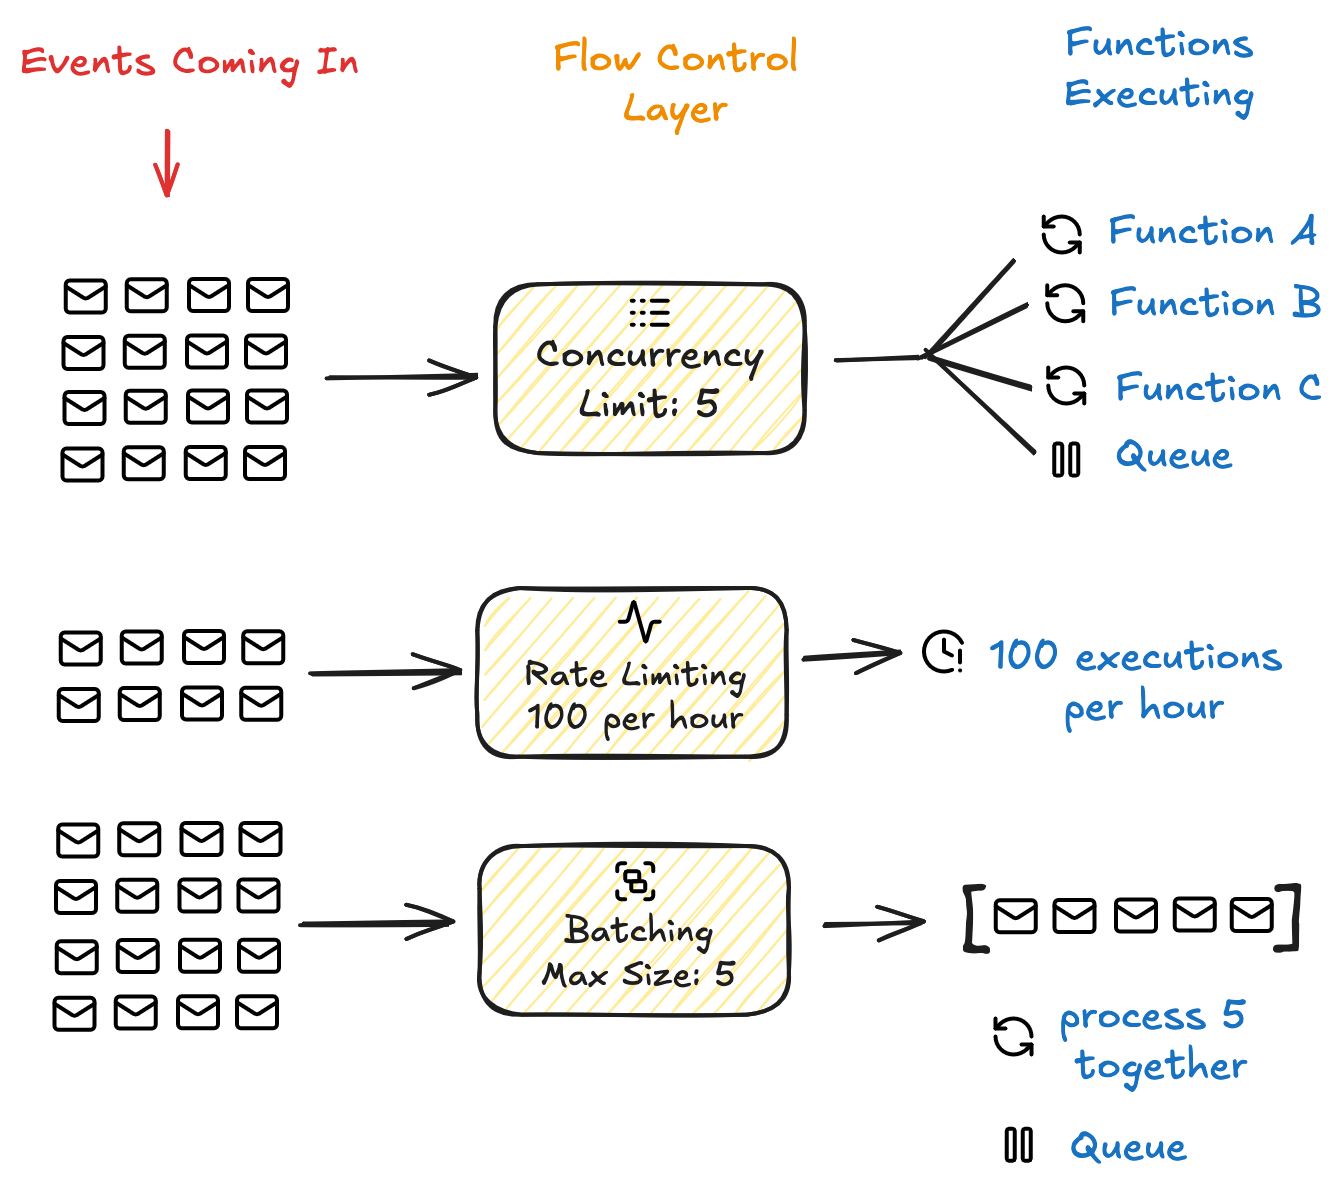 Events Coming In
Flow Control
Layer
Functions
Executing
Concurrency
Limit: 5
Function A
Function B
Function C
Queue
Rate Limiting
100 per hour
100 executions
per hour
Batching
Max Size: 5
process 5
together
Queue